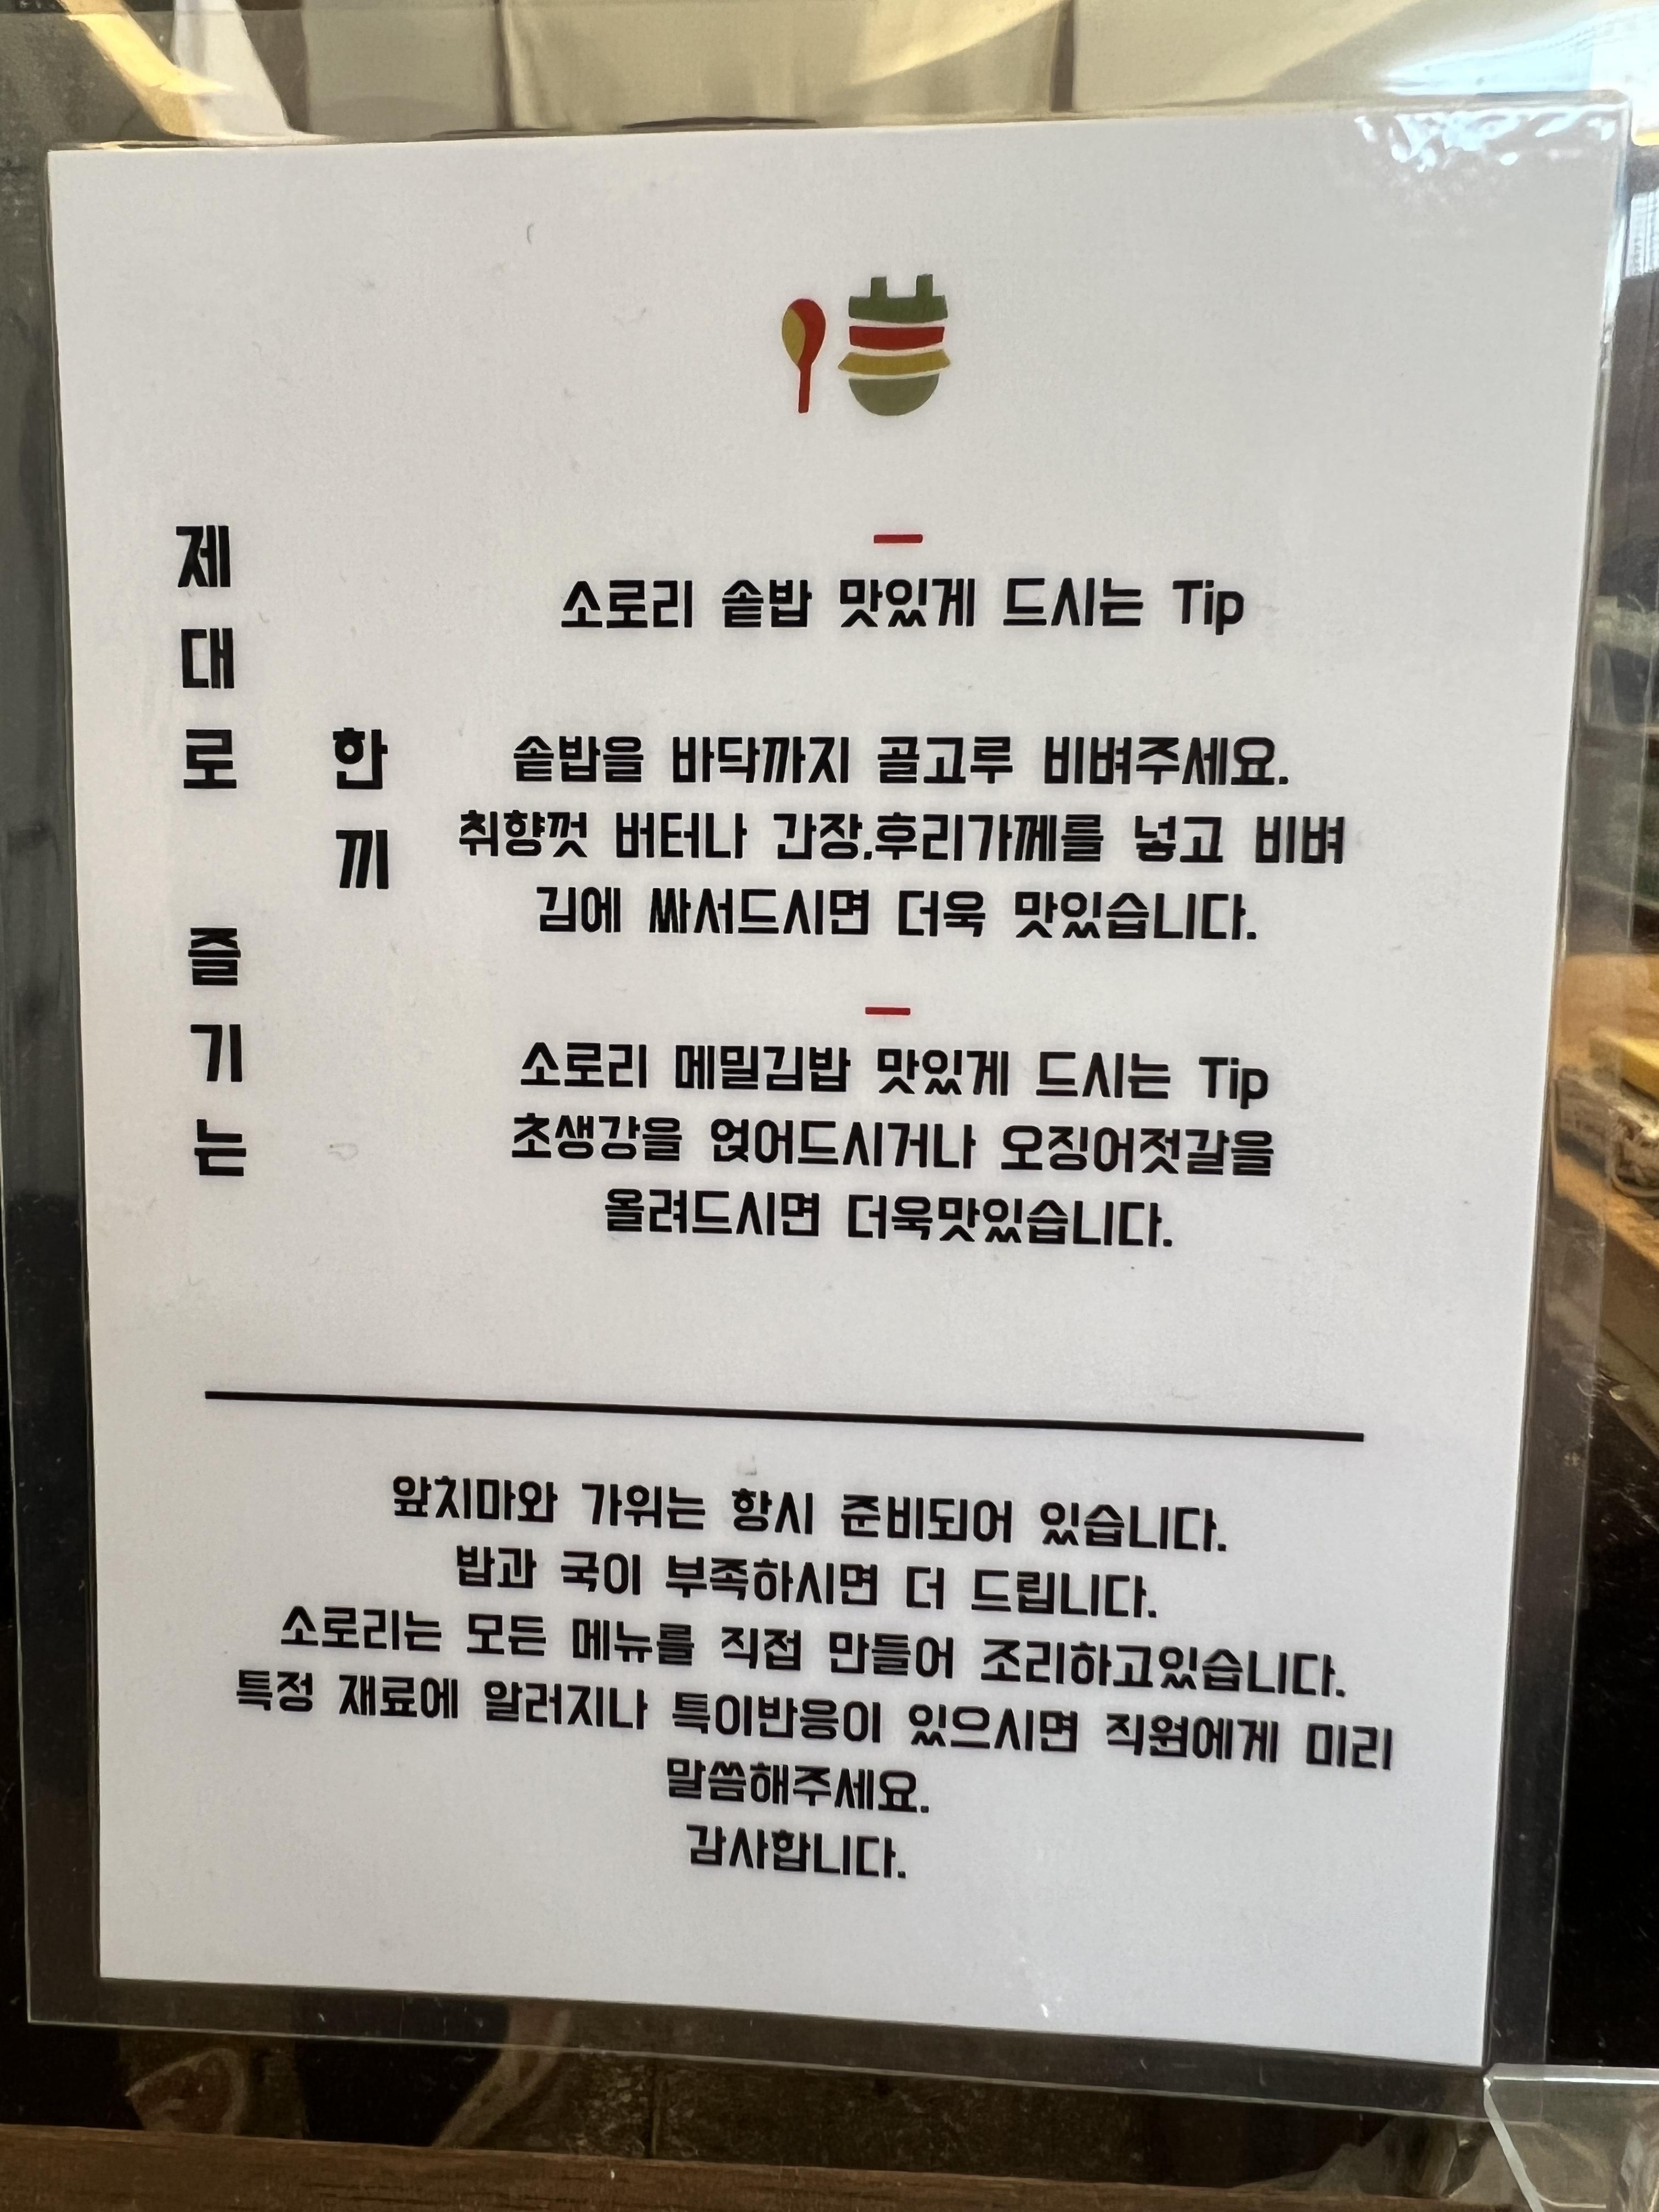 제대로 즐기는
한끼
소로리 솥밥 맛있게 드시는 Tip
솥밥을 바닥까지 골고루 비벼주세요.
취향껏 버터나 간장.후리가께를 넣고 비벼
김에 싸서드시면 더욱 맛있습니다.
소로리 메밀김밥 맛있게 드시는 Tip
초생강을 얹어드시거나 오징어젓갈을
올려드시면 더욱맛있습니다.
앞치마와 가위는 항시 준비되어 있습니다.
밥과 국이 부족하시면 더 드립니다.
소로리는 모든 메뉴를 직접 만들어 조리하고있습니다.
특정 재료에 알러지나 특이반응이 있으시면 직원에게 미리
말씀해주세요.
감사합니다.